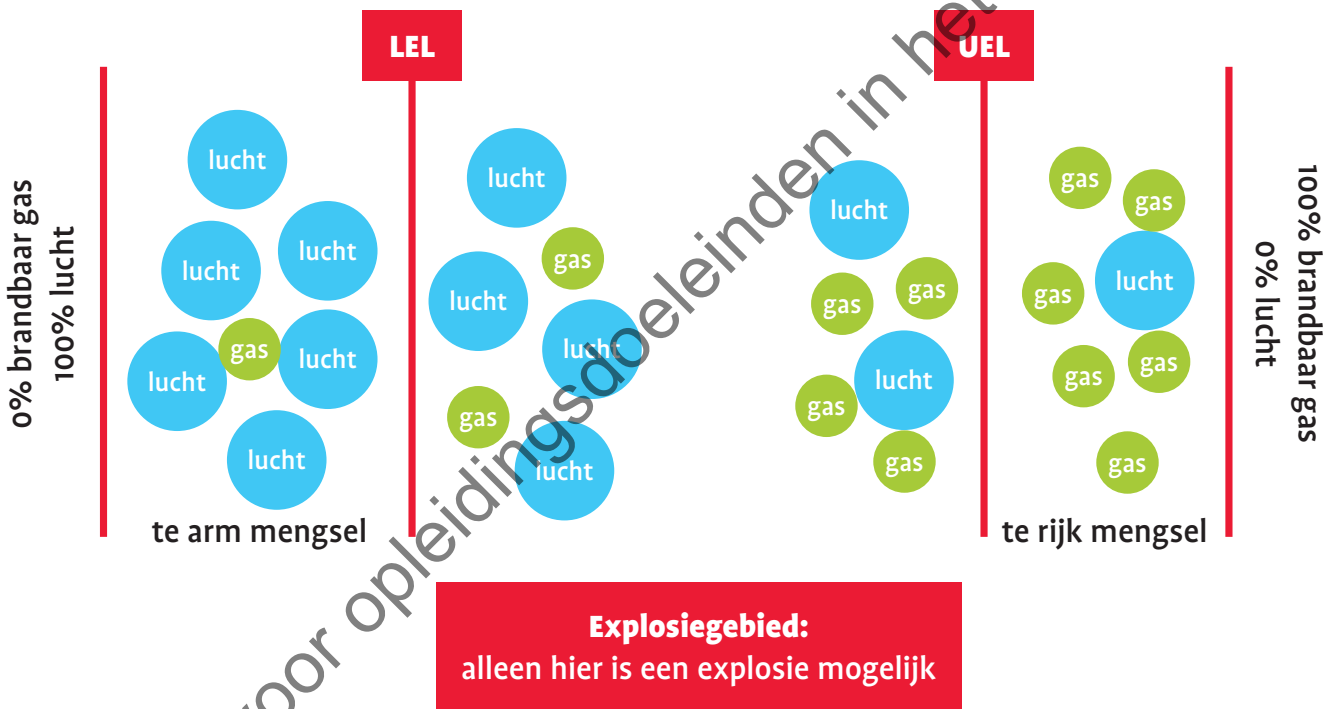 LEL
UEL
0% brandbaar gas
100% lucht
lucht
lucht
lucht
gas
lucht
lucht
lucht
te arm mengsel
lucht
gas
lucht
lucht
gas
lucht
lucht
gas
gas
lucht
gas
gas
gas
gas
lucht
gas
gas
gas
gas
te rijk mengsel
100% brandbaar gas
0% lucht
Explosiegebied:
alleen hier is een explosie mogelijk
voor opleidingsdoeleinden in het